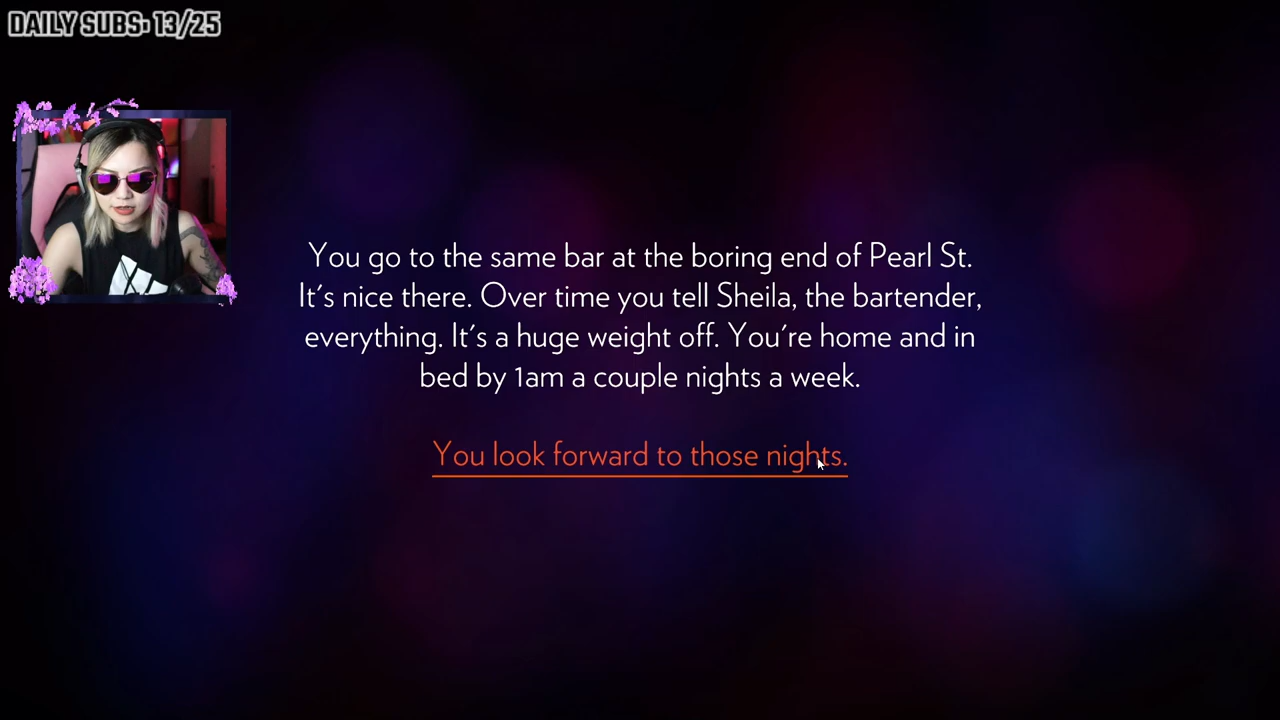 DAILY SUBS: 13/25
You go to the same bar at the boring end of Pearl St.
It's nice there. Over time you tell Sheila, the bartender,
everything. It's a huge weight off. You're home and in
bed by 1am a couple nights a week.
You look forward to those nights.